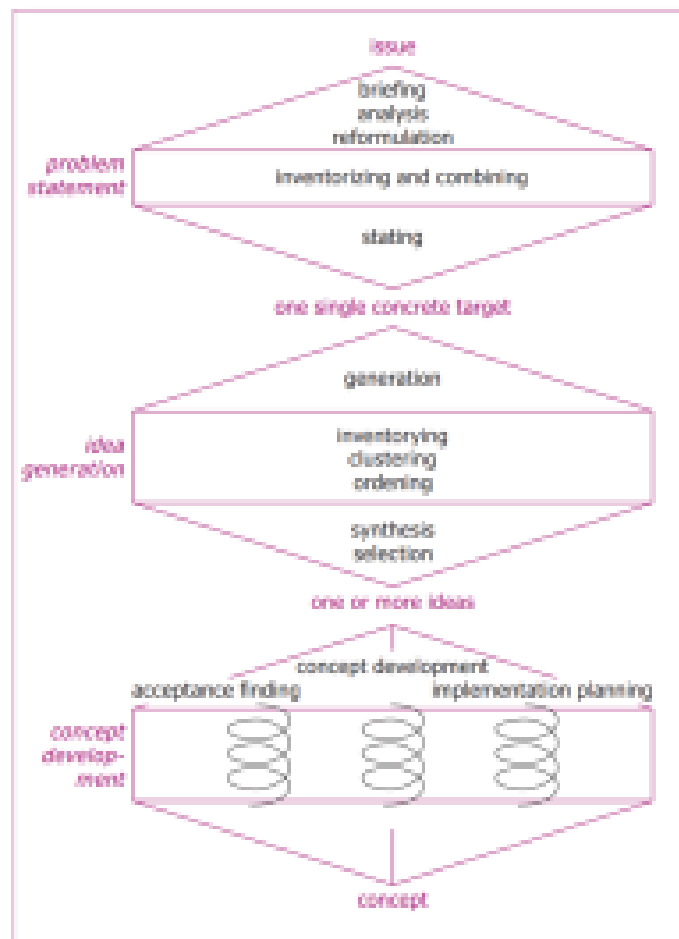 issue
briefing
analysis
reformulation
problem
statement
inventorizing and combining
stating
one single concrete target
generation
idea
generation
inventorying
clustering
ordering
synthesis
selection
one or more ideas
concept development
acceptance finding
implementation planning
concept
develop-
ment
concept